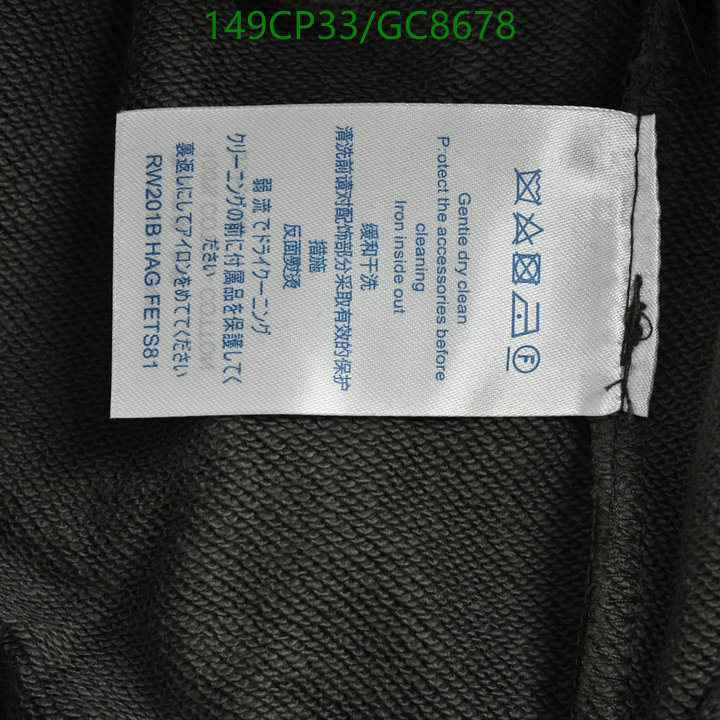 149CP33/GC8678
F
Gentie dry clean
Protect the accessories before
cleaning
Iron inside out
缓和干洗
清洗前请对配饰部分采取有效的保护
措施
反面熨烫
弱流でドライクーニング
クリーニングの前に付属品を保護してく
ださい
裏返しにしてアイロンをめててください
RW201B HAG FETS81